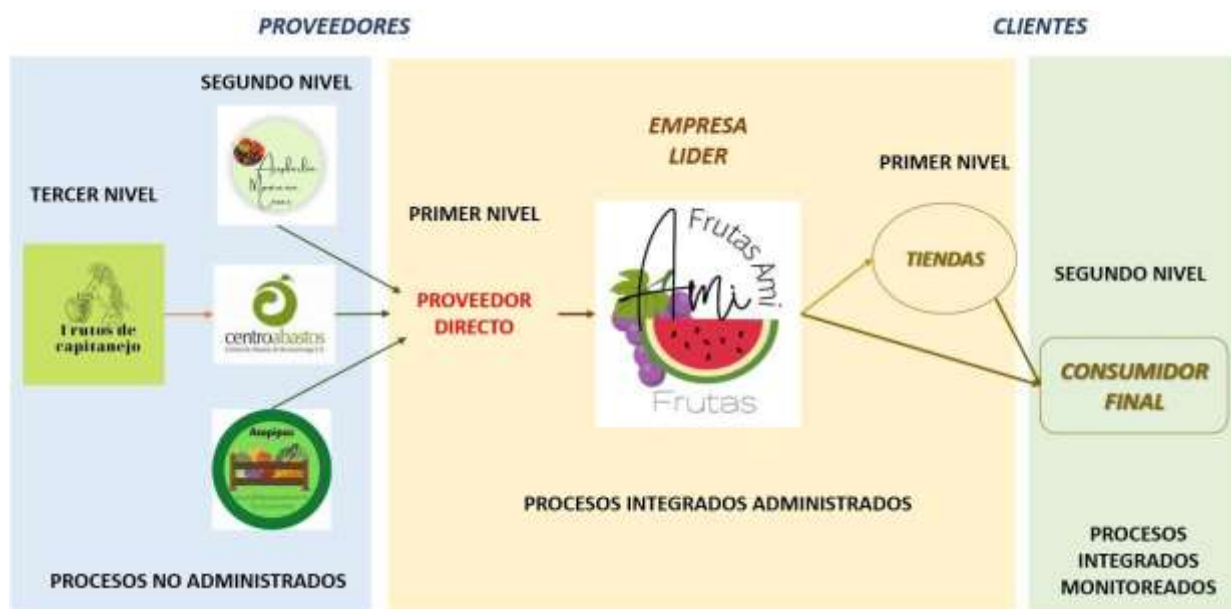 PROVEEDORES
CLIENTES
SEGUNDO NIVEL
TERCER NIVEL
PRIMER NIVEL
EMPRESA
LIDER
PRIMER NIVEL
SEGUNDO NIVEL
Frutos de
capitanejo
centroabastos
Asopipas
PROVEEDOR
DIRECTO
Frutas Ami
Ami
Frutas
TIENDAS
CONSUMIDOR
FINAL
PROCESOS NO ADMINISTRADOS
PROCESOS INTEGRADOS ADMINISTRADOS
PROCESOS
INTEGRADOS
MONITOREADOS